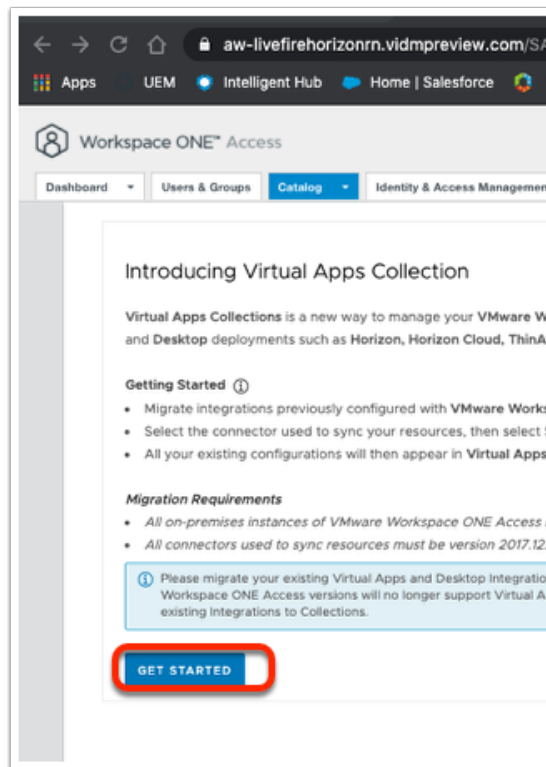 aw-livefirehorizonrn.vidmpreview.com/SA
Apps UEM Intelligent Hub Home | Salesforce
Workspace ONE™ Access
Dashboard Users & Groups Catalog Identity & Access Managemen
Introducing Virtual Apps Collection
Virtual Apps Collections is a new way to manage your VMware W
and Desktop deployments such as Horizon, Horizon Cloud, ThinA
Getting Started
Migrate integrations previously configured with VMware Works
Select the connector used to sync your resources, then select
All your existing configurations will then appear in Virtual Apps
Migration Requirements
All on-premises instances of VMware Workspace ONE Access
All connectors used to sync resources must be version 2017.12.
Please migrate your existing Virtual Apps and Desktop Integratio
Workspace ONE Access versions will no longer support Virtual A
existing Integrations to Collections.
GET STARTED